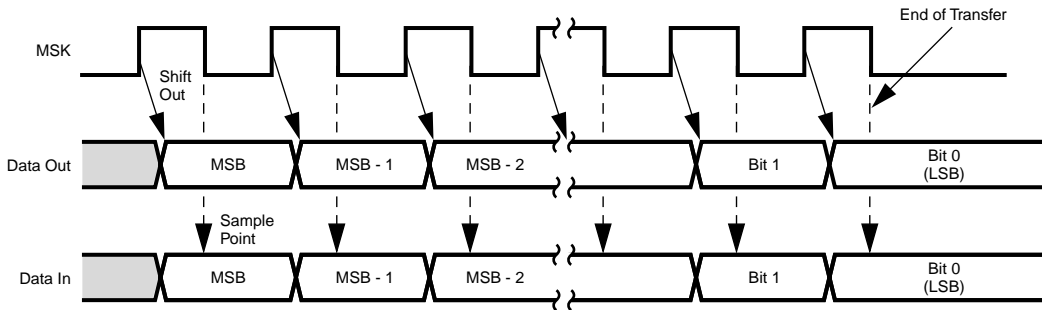 End of Transfer
MSK
Shift
Out
Data Out
MSB
MSB - 1
MSB - 2
Bit 1
Bit 0
(LSB)
Sample
Point
Data In
MSB
MSB - 1
MSB - 2
Bit 1
Bit 0
(LSB)